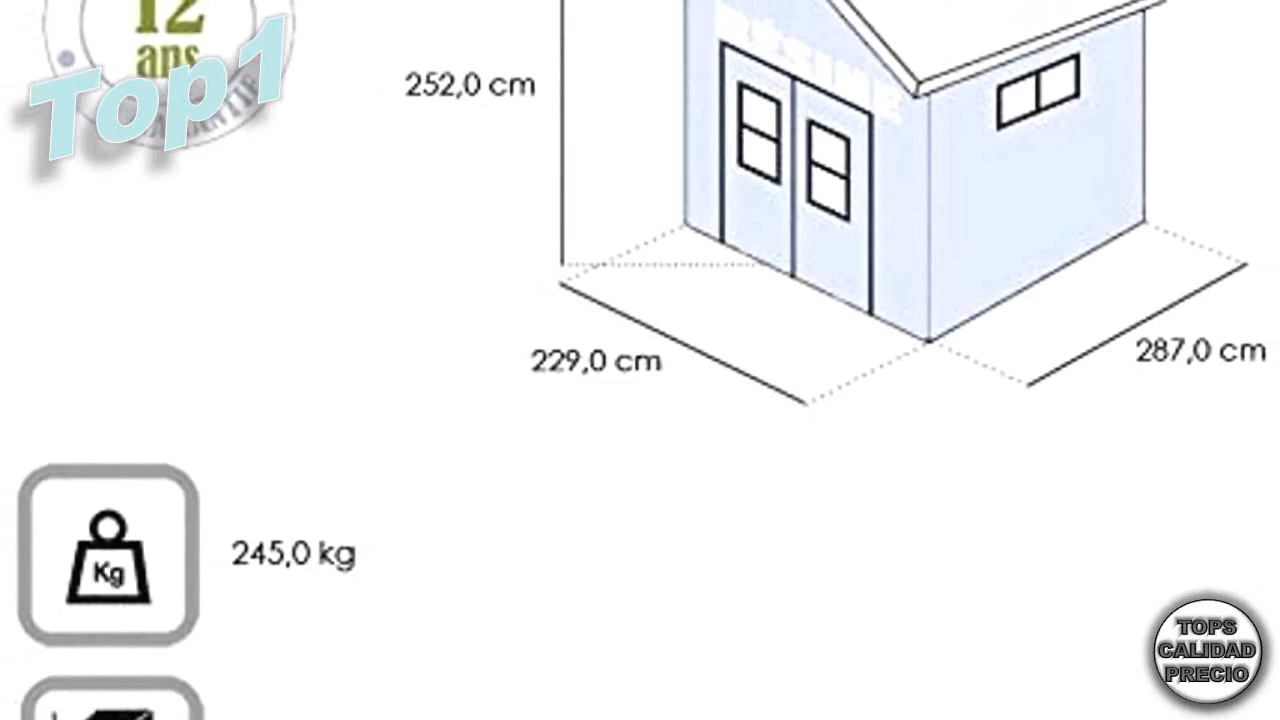 12
ans
Top1
252,0 cm
229,0 cm
287,0 cm
Kg
245,0 kg
TOPS
CALIDAD
PRECIO